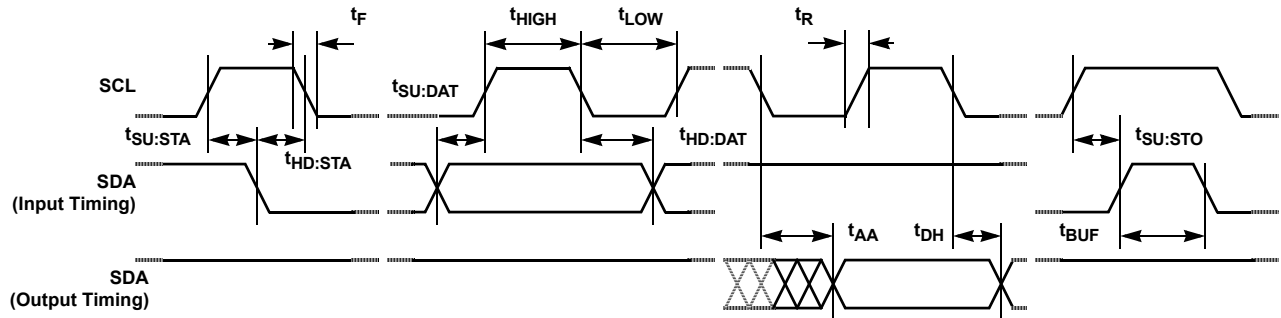 tF
tHIGH
tLOW
tR
SCL
tSU:DAT
tSU:STA
tHD:DAT
tSU:STO
tHD:STA
SDA
(Input Timing)
tAA
tDH
tBUF
SDA
(Output Timing)